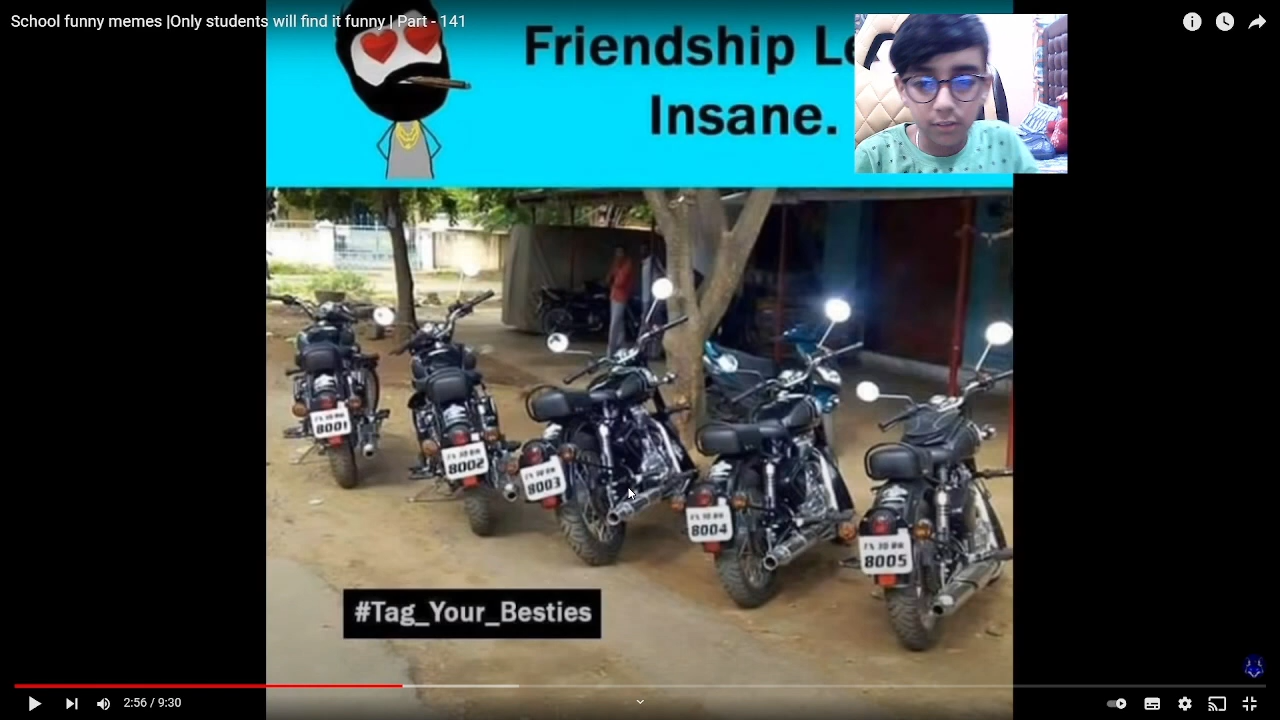 School funny memes |Only students will find it funny | Part - 141
Friendship
Insane.
8001
8002
8003
8004
8005
#Tag_Your_Besties
2:56 / 9:30